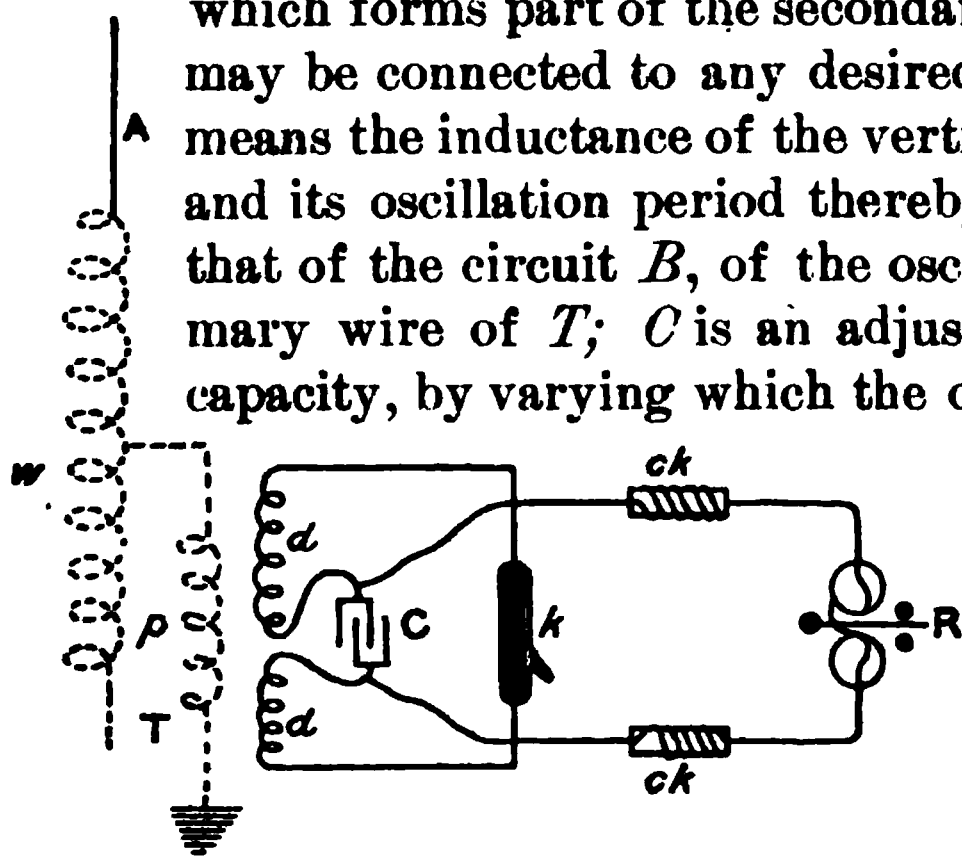 which forms part of the secondar
may be connected to any desired
means the inductance of the verti
and its oscillation period thereb
that of the circuit B, of the osc
mary wire of T; C is an adjus
capacity, by varying which the c
A
w
p
T
d
d
C
k
ck
ck
R